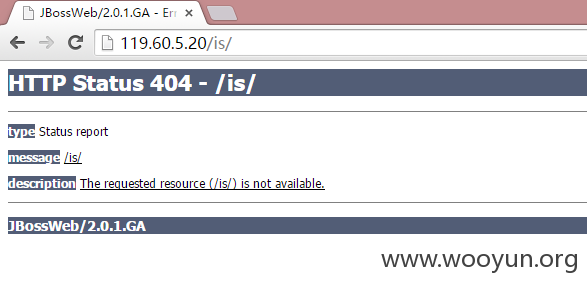 JBossWeb/2.0.1.GA - Er
119.60.5.20/is/
HTTP Status 404 - /is/
type Status report
message /is/
description The requested resource (/is/) is not available.
JBossWeb/2.0.1.GA
www.wooyun.org